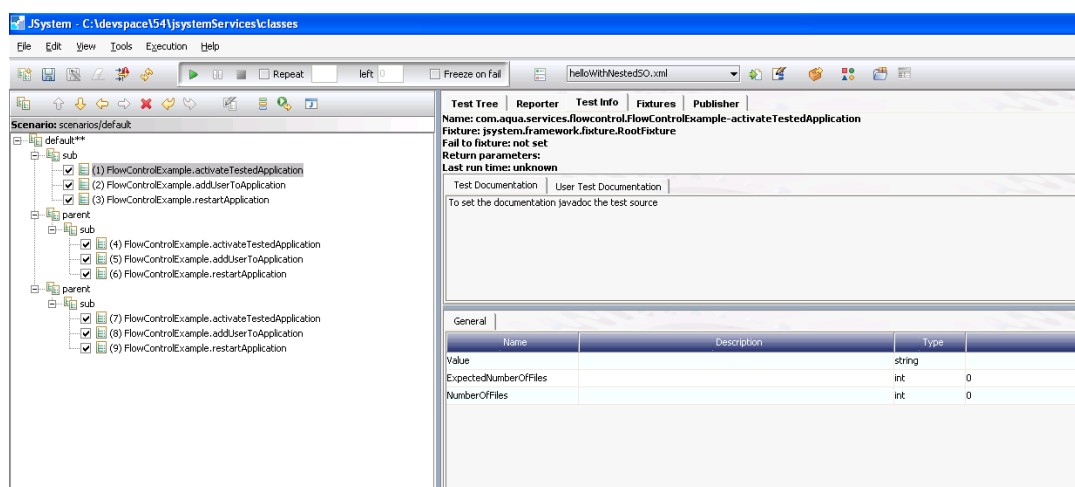 JSystem - C:\devspace\54\jsystemServices\classes
File Edit View Tools Execution Help
Repeat left 0 Freeze on fail helloWithNestedSO.xml
Scenario: scenarios/default
default**
sub
(1) FlowControlExample.activateTestedApplication
(2) FlowControlExample.addUserToApplication
(3) FlowControlExample.restartApplication
parent
sub
(4) FlowControlExample.activateTestedApplication
(5) FlowControlExample.addUserToApplication
(6) FlowControlExample.restartApplication
parent
sub
(7) FlowControlExample.activateTestedApplication
(8) FlowControlExample.addUserToApplication
(9) FlowControlExample.restartApplication
Test Tree Reporter Test Info Fixtures Publisher
Name: com.aqua.services.flowcontrol.FlowControlExample-activateTestedApplication
Fixture: jsystem.framework.fixture.RootFixture
Fail to fixture: not set
Return parameters:
Last run time: unknown
Test Documentation User Test Documentation
To set the documentation javadoc the test source
General
Name Description Type
Value string
ExpectedNumberOfFiles int 0
NumberOfFiles int 0